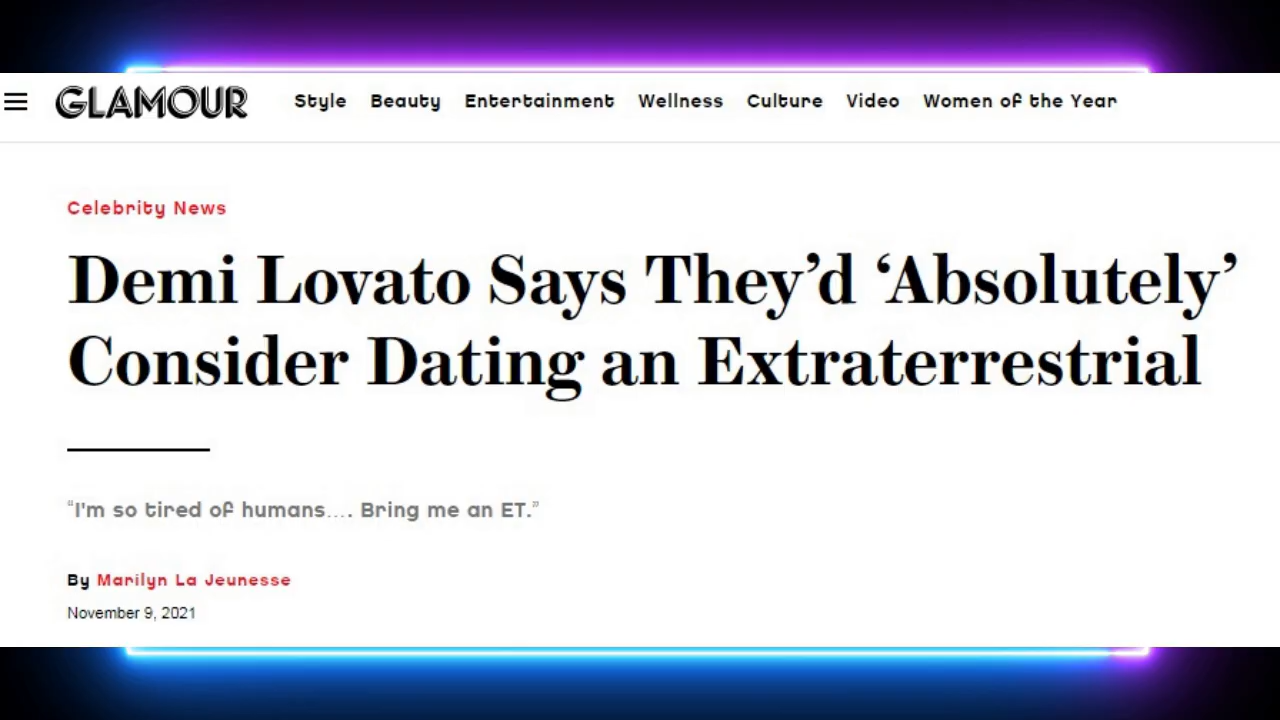 GLAMOUR Style Beauty Entertainment Wellness Culture Video Women of the Year
Celebrity News
Demi Lovato Says They’d ‘Absolutely’
Consider Dating an Extraterrestrial
“I'm so tired of humans.... Bring me an ET.”
By Marilyn La Jeunesse
November 9, 2021